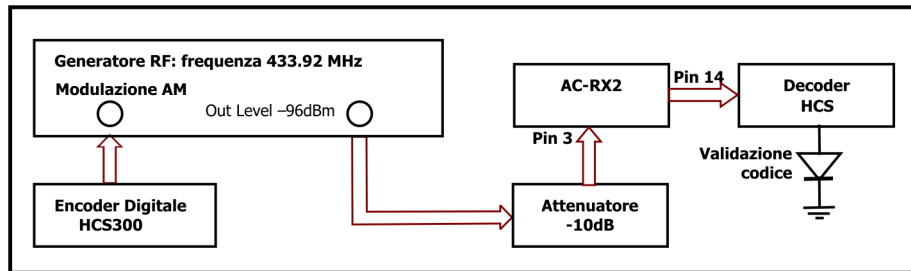 Generatore RF: frequenza 433.92 MHz
Modulazione AM
Out Level –96dBm
Encoder Digitale
HCS300
AC-RX2
Pin 3
Pin 14
Attenuatore
-10dB
Decoder
HCS
Validazione
codice